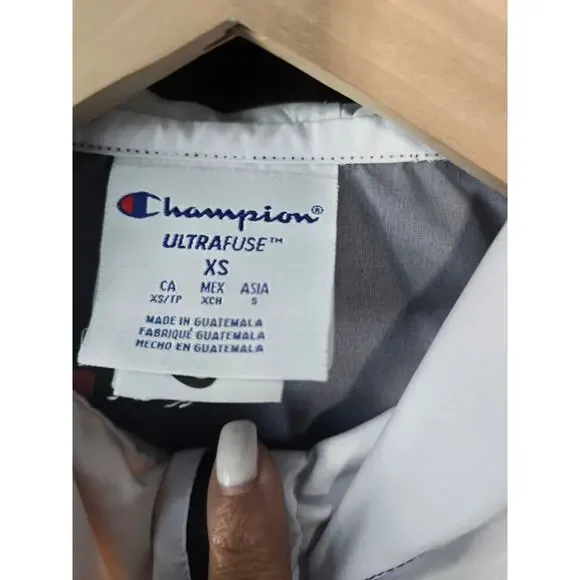 Champion®
ULTRAFUSE™
XS
CA MEX ASIA
XS/TP XCH S
MADE IN GUATEMALA
FABRIQUÉ GUATEMALA
HECHO EN GUATEMALA